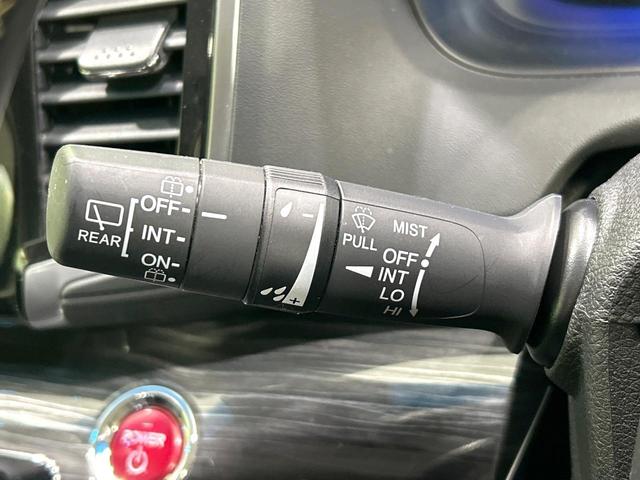 OFF
REAR
INT
ON
MIST
PULL
OFF
INT
LO
HI
POWER